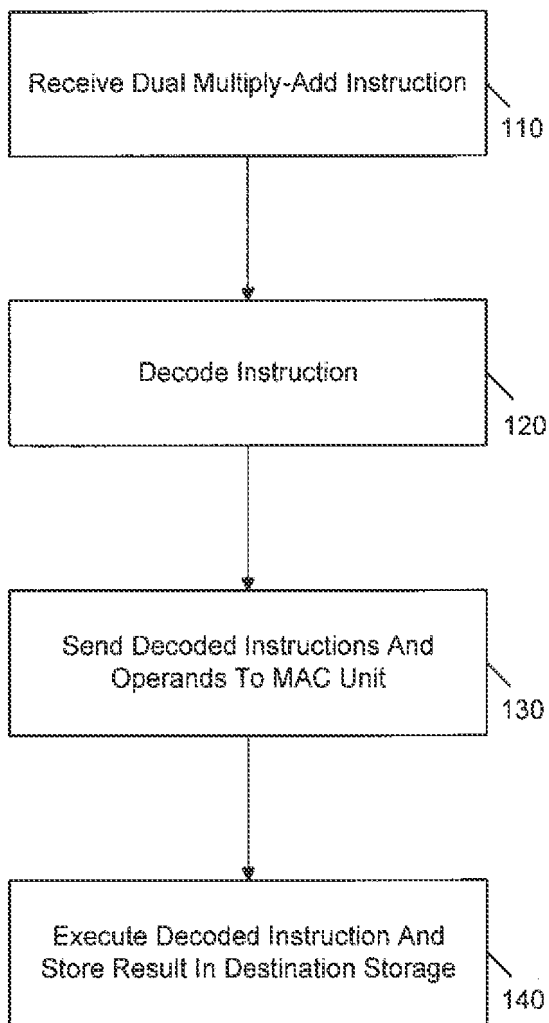 Receive Dual Multiply-Add Instruction
110
Decode Instruction
120
Send Decoded Instructions And
Operands To MAC Unit
130
Execute Decoded Instruction And
Store Result In Destination Storage
140